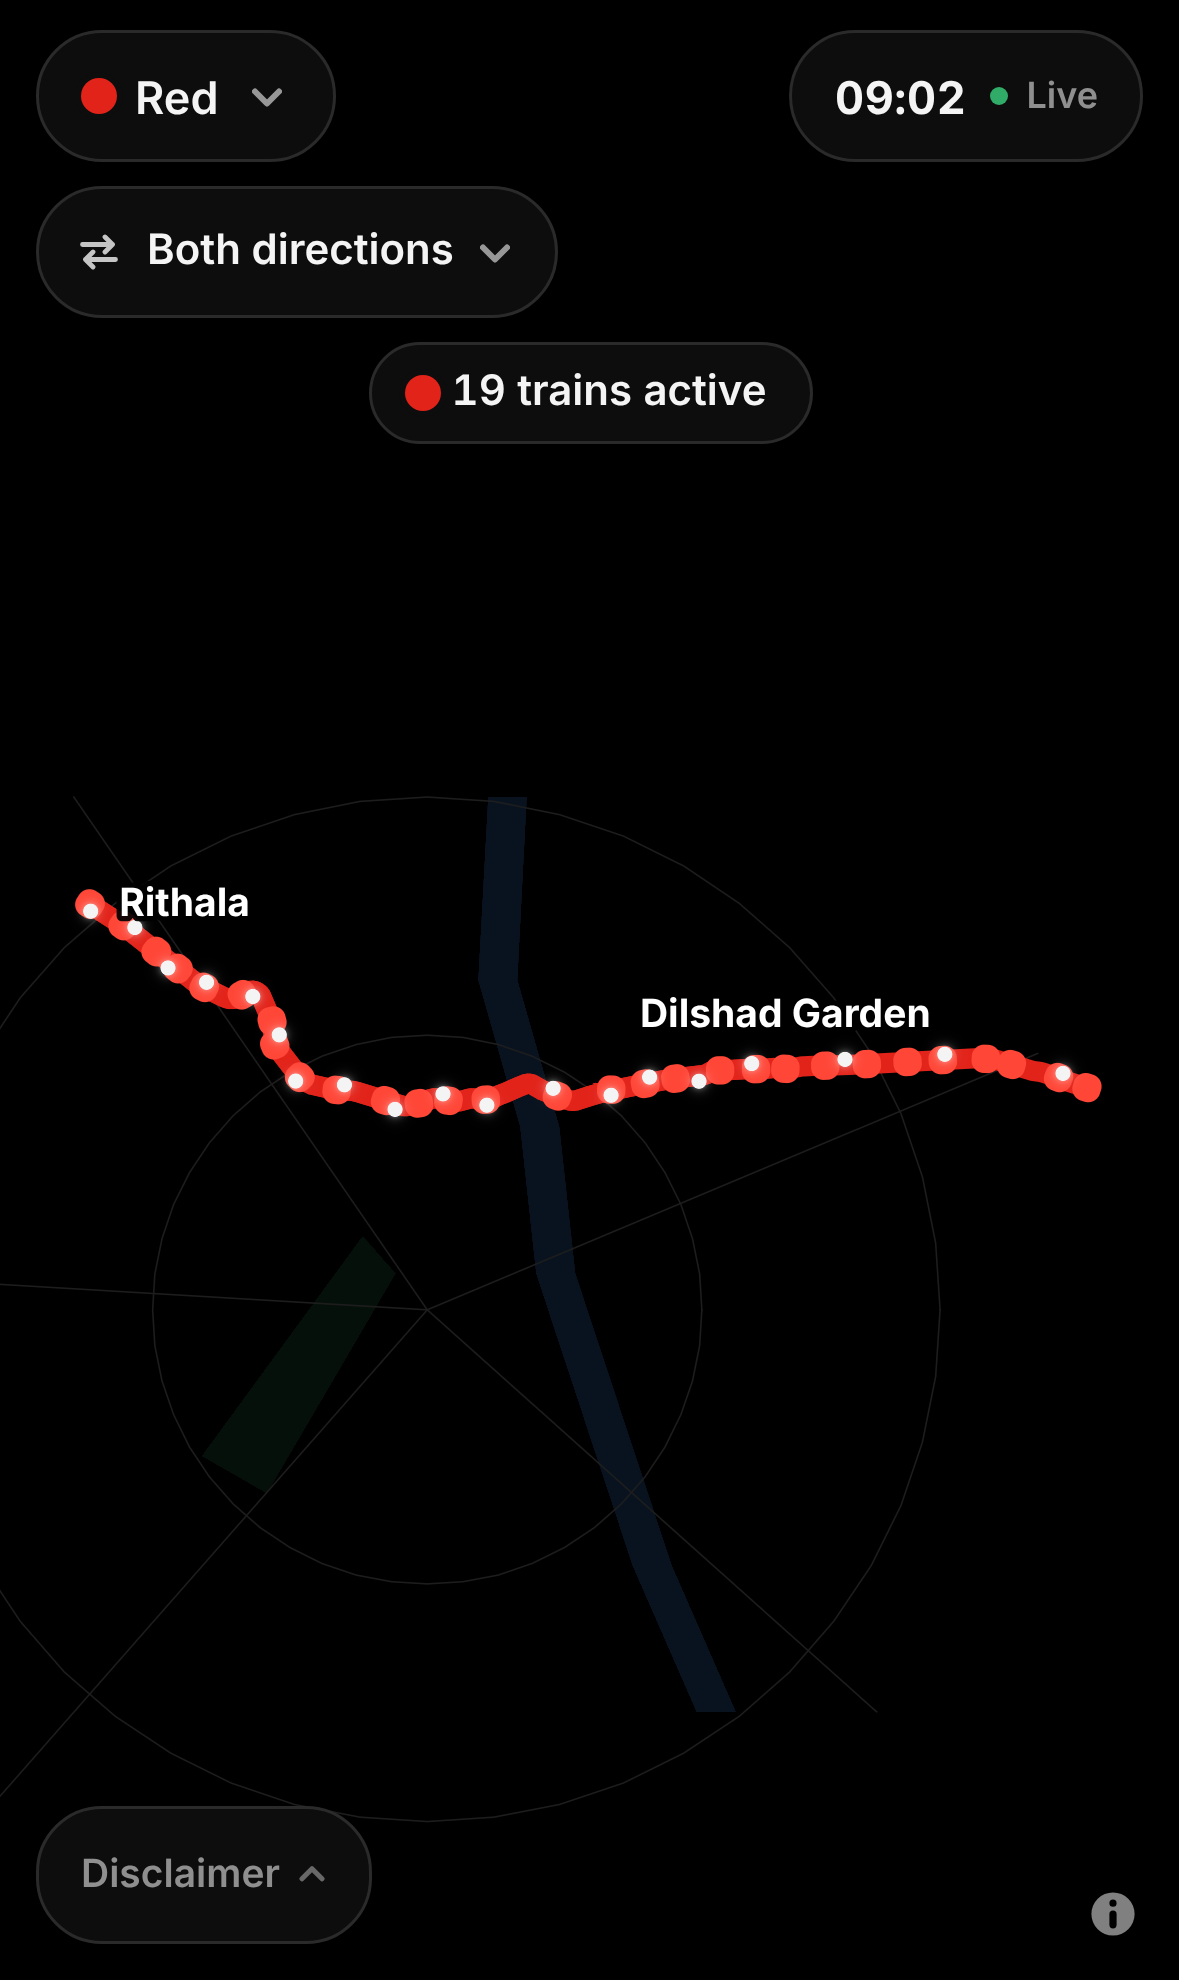 Red
09:02 Live
Both directions
19 trains active
Rithala
Dilshad Garden
Disclaimer